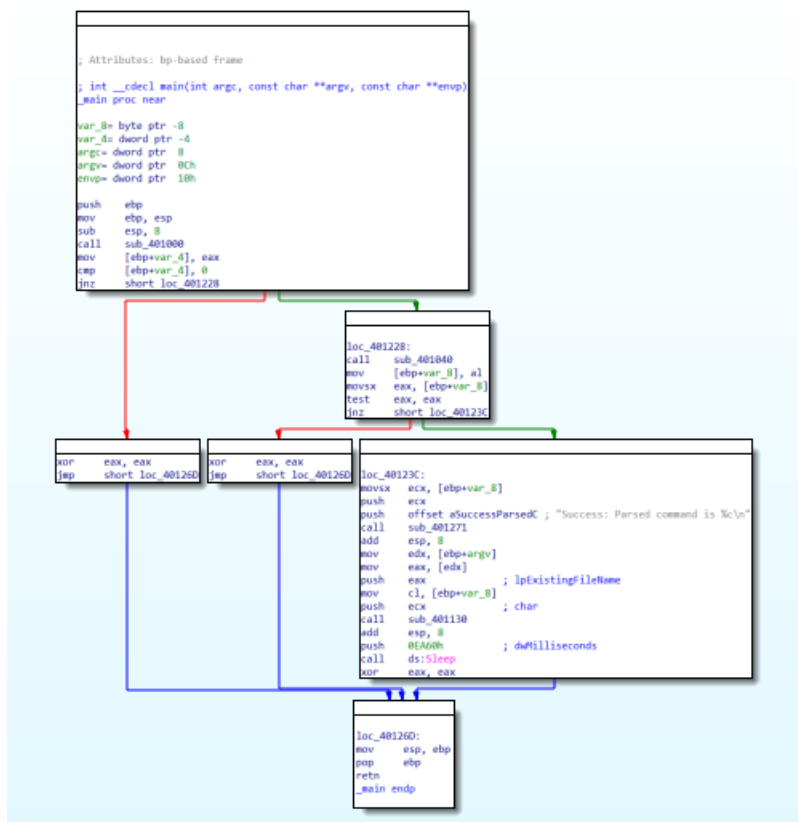 ; Attributes: bp-based frame
; int __cdecl main(int argc, const char **argv, const char **envp)
_main proc near
var_8= byte ptr -8
var_4= dword ptr -4
argc= dword ptr  8
argv= dword ptr  0Ch
envp= dword ptr  10h
push    ebp
mov     ebp, esp
sub     esp, 8
call    sub_401000
mov     [ebp+var_4], eax
cmp     [ebp+var_4], 0
jnz     short loc_401228
loc_401228:
call    sub_401040
mov     [ebp+var_8], al
movsx   eax, [ebp+var_8]
test    eax, eax
jnz     short loc_40123C
xor     eax, eax
jmp     short loc_40126D
xor     eax, eax
jmp     short loc_40126D
loc_40123C:
movsx   ecx, [ebp+var_8]
push    ecx
push    offset aSuccessParsedC ; "Success: Parsed command is %c\n"
call    sub_401271
add     esp, 8
mov     edx, [ebp+argv]
mov     eax, [edx]
push    eax             ; lpExistingFileName
mov     cl, [ebp+var_8]
push    ecx             ; char
call    sub_401130
add     esp, 8
push    0EA60h          ; dwMilliseconds
call    ds:Sleep
xor     eax, eax
loc_40126D:
mov     esp, ebp
pop     ebp
retn
_main endp